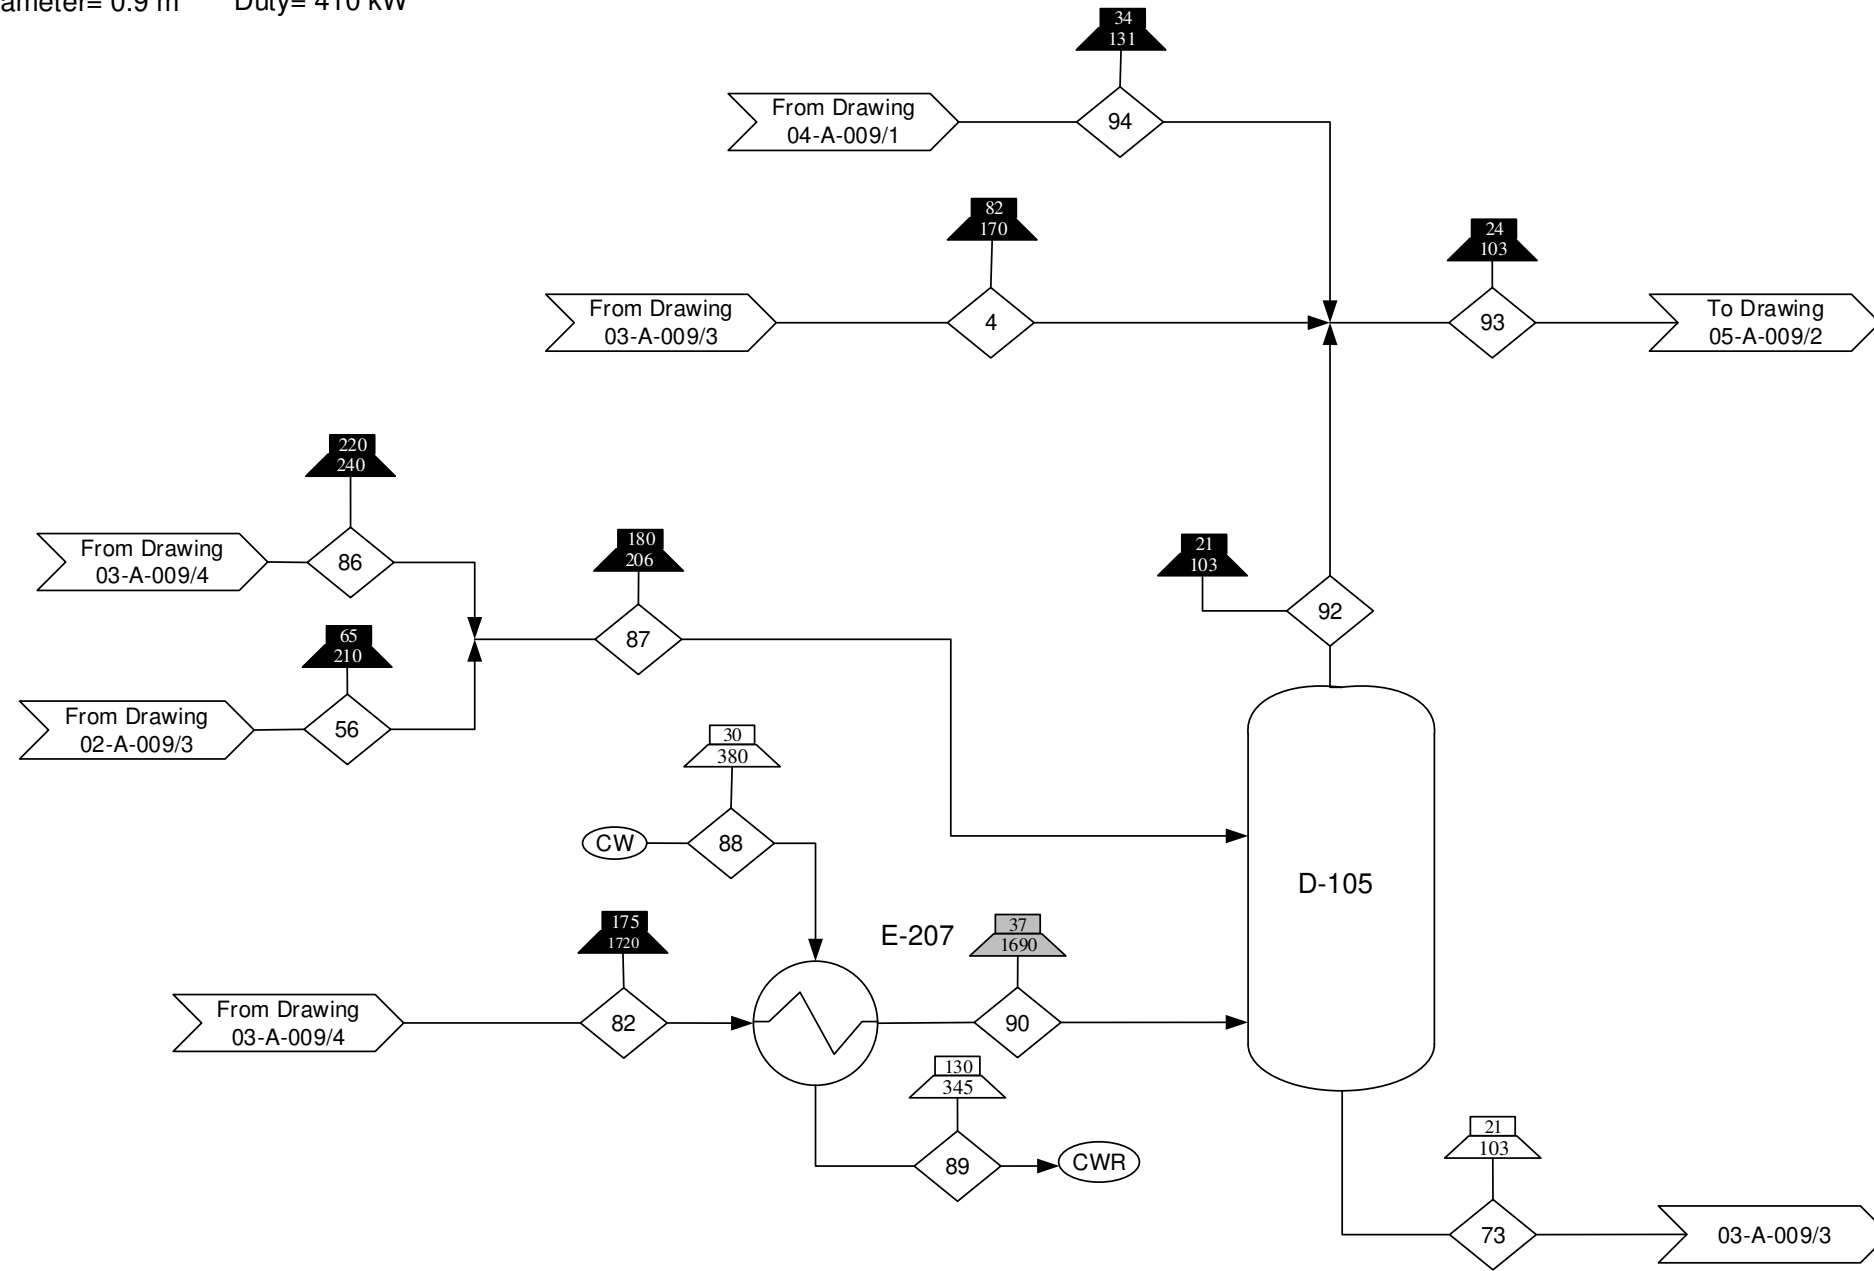 ameter= 0.9 m Duty= 410 kW
34
131
From Drawing
04-A-009/1
94
82
170
24
103
From Drawing
03-A-009/3
4
93
To Drawing
05-A-009/2
220
240
180
206
21
103
From Drawing
03-A-009/4
86
87
92
65
210
From Drawing
02-A-009/3
56
30
380
CW
88
D-105
175
1720
E-207
37
1690
From Drawing
03-A-009/4
82
90
130
345
89
CWR
21
103
73
03-A-009/3